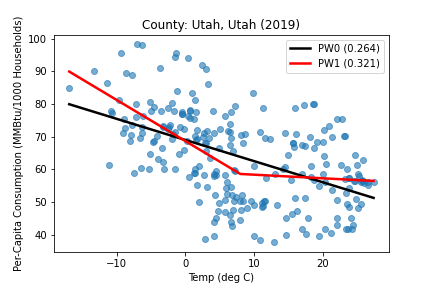 County: Utah, Utah (2019)
Per-Capita Consumption (MMBtu/1000 Households)
100
90
80
70
60
50
40
PW0 (0.264)
PW1 (0.321)
−10
0
10
20
Temp (deg C)